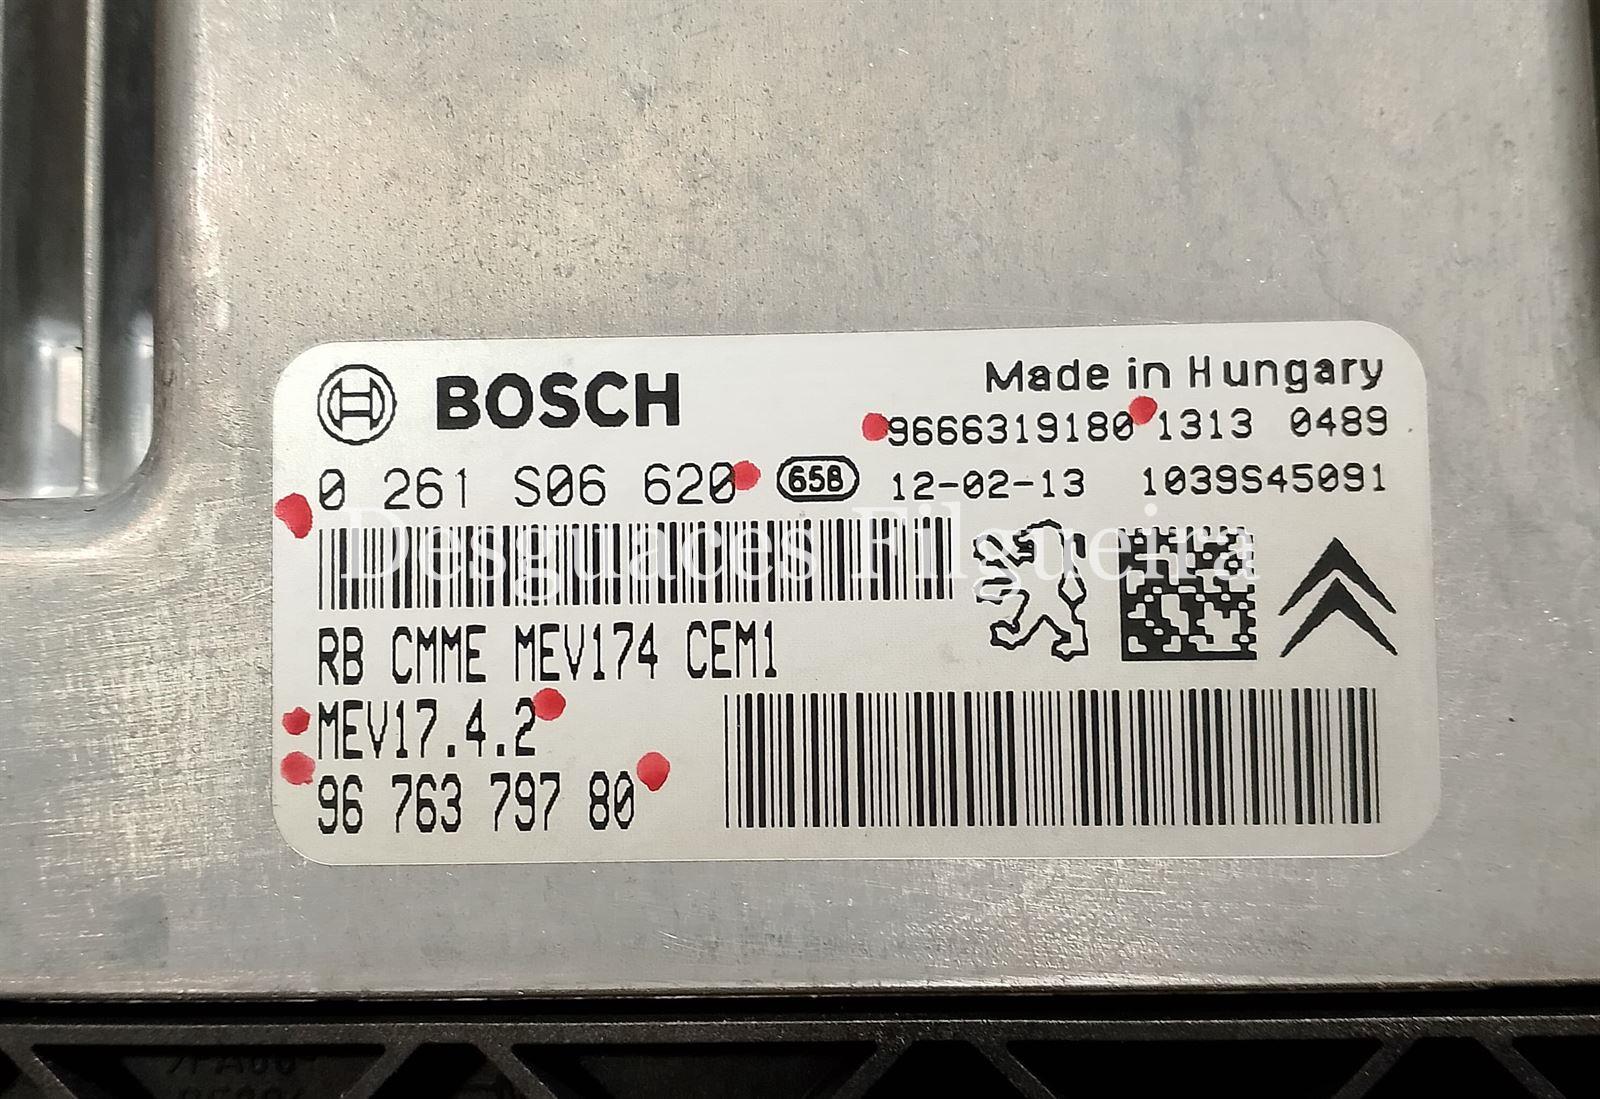 BOSCH
Made in Hungary
9666319180 1313 0489
0 261 S06 620 658 12-02-13 1039S45091
Desguaces Filgueira
RB CMME MEV174 CEM1
MEV17.4.2
96 763 797 80